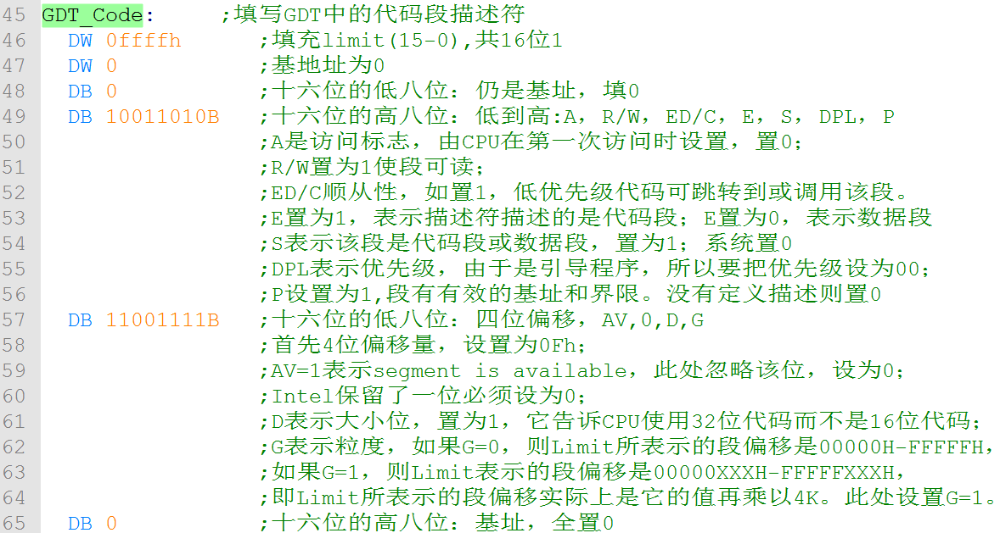 45 GDT_Code:     ;填写GDT中的代码段描述符
46   DW 0ffffh      ;填充limit(15-0),共16位1
47   DW 0           ;基地址为0
48   DB 0           ;十六位的低八位：仍是基址，填0
49   DB 10011010B   ;十六位的高八位：低到高:A，R/W，ED/C，E，S，DPL，P
50                  ;A是访问标志，由CPU在第一次访问时设置，置0；
51                  ;R/W置为1使段可读；
52                  ;ED/C顺从性，如置1，低优先级代码可跳转到或调用该段。
53                  ;E置为1，表示描述符描述的是代码段；E置为0，表示数据段
54                  ;S表示该段是代码段或数据段，置为1；系统置0
55                  ;DPL表示优先级，由于是引导程序，所以要把优先级设为00；
56                  ;P设置为1,段有有效的基址和界限。没有定义描述则置0
57   DB 11001111B   ;十六位的低八位：四位偏移，AV,0,D,G
58                  ;首先4位偏移量，设置为0Fh；
59                  ;AV=1表示segment is available，此处忽略该位，设为0；
60                  ;Intel保留了一位必须设为0；
61                  ;D表示大小位，置为1，它告诉CPU使用32位代码而不是16位代码；
62                  ;G表示粒度，如果G=0，则Limit所表示的段偏移是00000H-FFFFFH，
63                  ;如果G=1，则Limit表示的段偏移是00000XXXH-FFFFFXXXH，
64                  ;即Limit所表示的段偏移实际上是它的值再乘以4K。此处设置G=1。
65   DB 0           ;十六位的高八位：基址，全置0